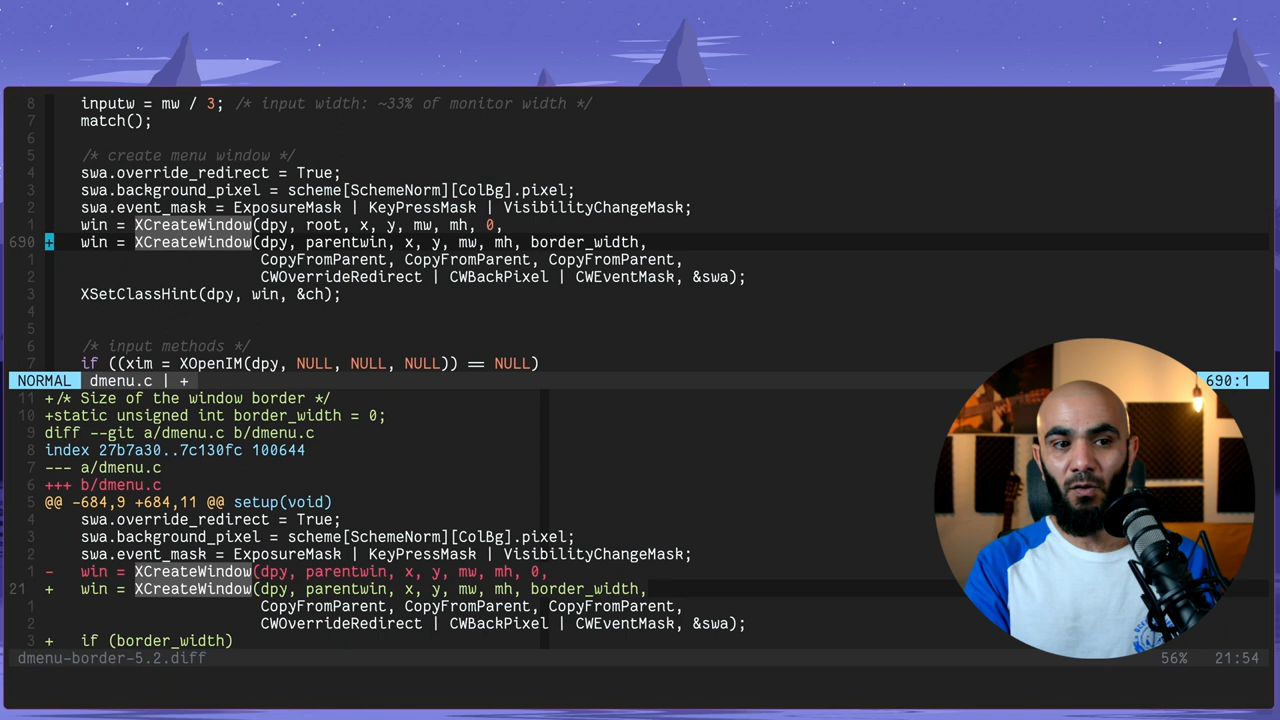 8 inputw = mw / 3; /* input width: ~33% of monitor width */
7 match();
6
5 /* create menu window */
4 swa.override_redirect = True;
3 swa.background_pixel = scheme[SchemeNorm][ColBg].pixel;
2 swa.event_mask = ExposureMask | KeyPressMask | VisibilityChangeMask;
1 win = XCreateWindow(dpy, root, x, y, mw, mh, 0,
690 + win = XCreateWindow(dpy, parentwin, x, y, mw, mh, border_width,
1 CopyFromParent, CopyFromParent, CopyFromParent,
2 CWOverrideRedirect | CWBackPixel | CWEventMask, &swa);
3 XSetClassHint(dpy, win, &ch);
4
5
6 /* input methods */
7 if ((xim = XOpenIM(dpy, NULL, NULL, NULL)) == NULL)
NORMAL dmenu.c | + 690:1
11 +/* Size of the window border */
10 +static unsigned int border_width = 0;
9 diff --git a/dmenu.c b/dmenu.c
8 index 27b7a30..7c130fc 100644
7 --- a/dmenu.c
6 +++ b/dmenu.c
5 @@ -684,9 +684,11 @@ setup(void)
4 swa.override_redirect = True;
3 swa.background_pixel = scheme[SchemeNorm][ColBg].pixel;
2 swa.event_mask = ExposureMask | KeyPressMask | VisibilityChangeMask;
1 - win = XCreateWindow(dpy, parentwin, x, y, mw, mh, 0,
21 + win = XCreateWindow(dpy, parentwin, x, y, mw, mh, border_width,
1 CopyFromParent, CopyFromParent, CopyFromParent,
2 CWOverrideRedirect | CWBackPixel | CWEventMask, &swa);
3 + if (border_width)
dmenu-border-5.2.diff 56% 21:54